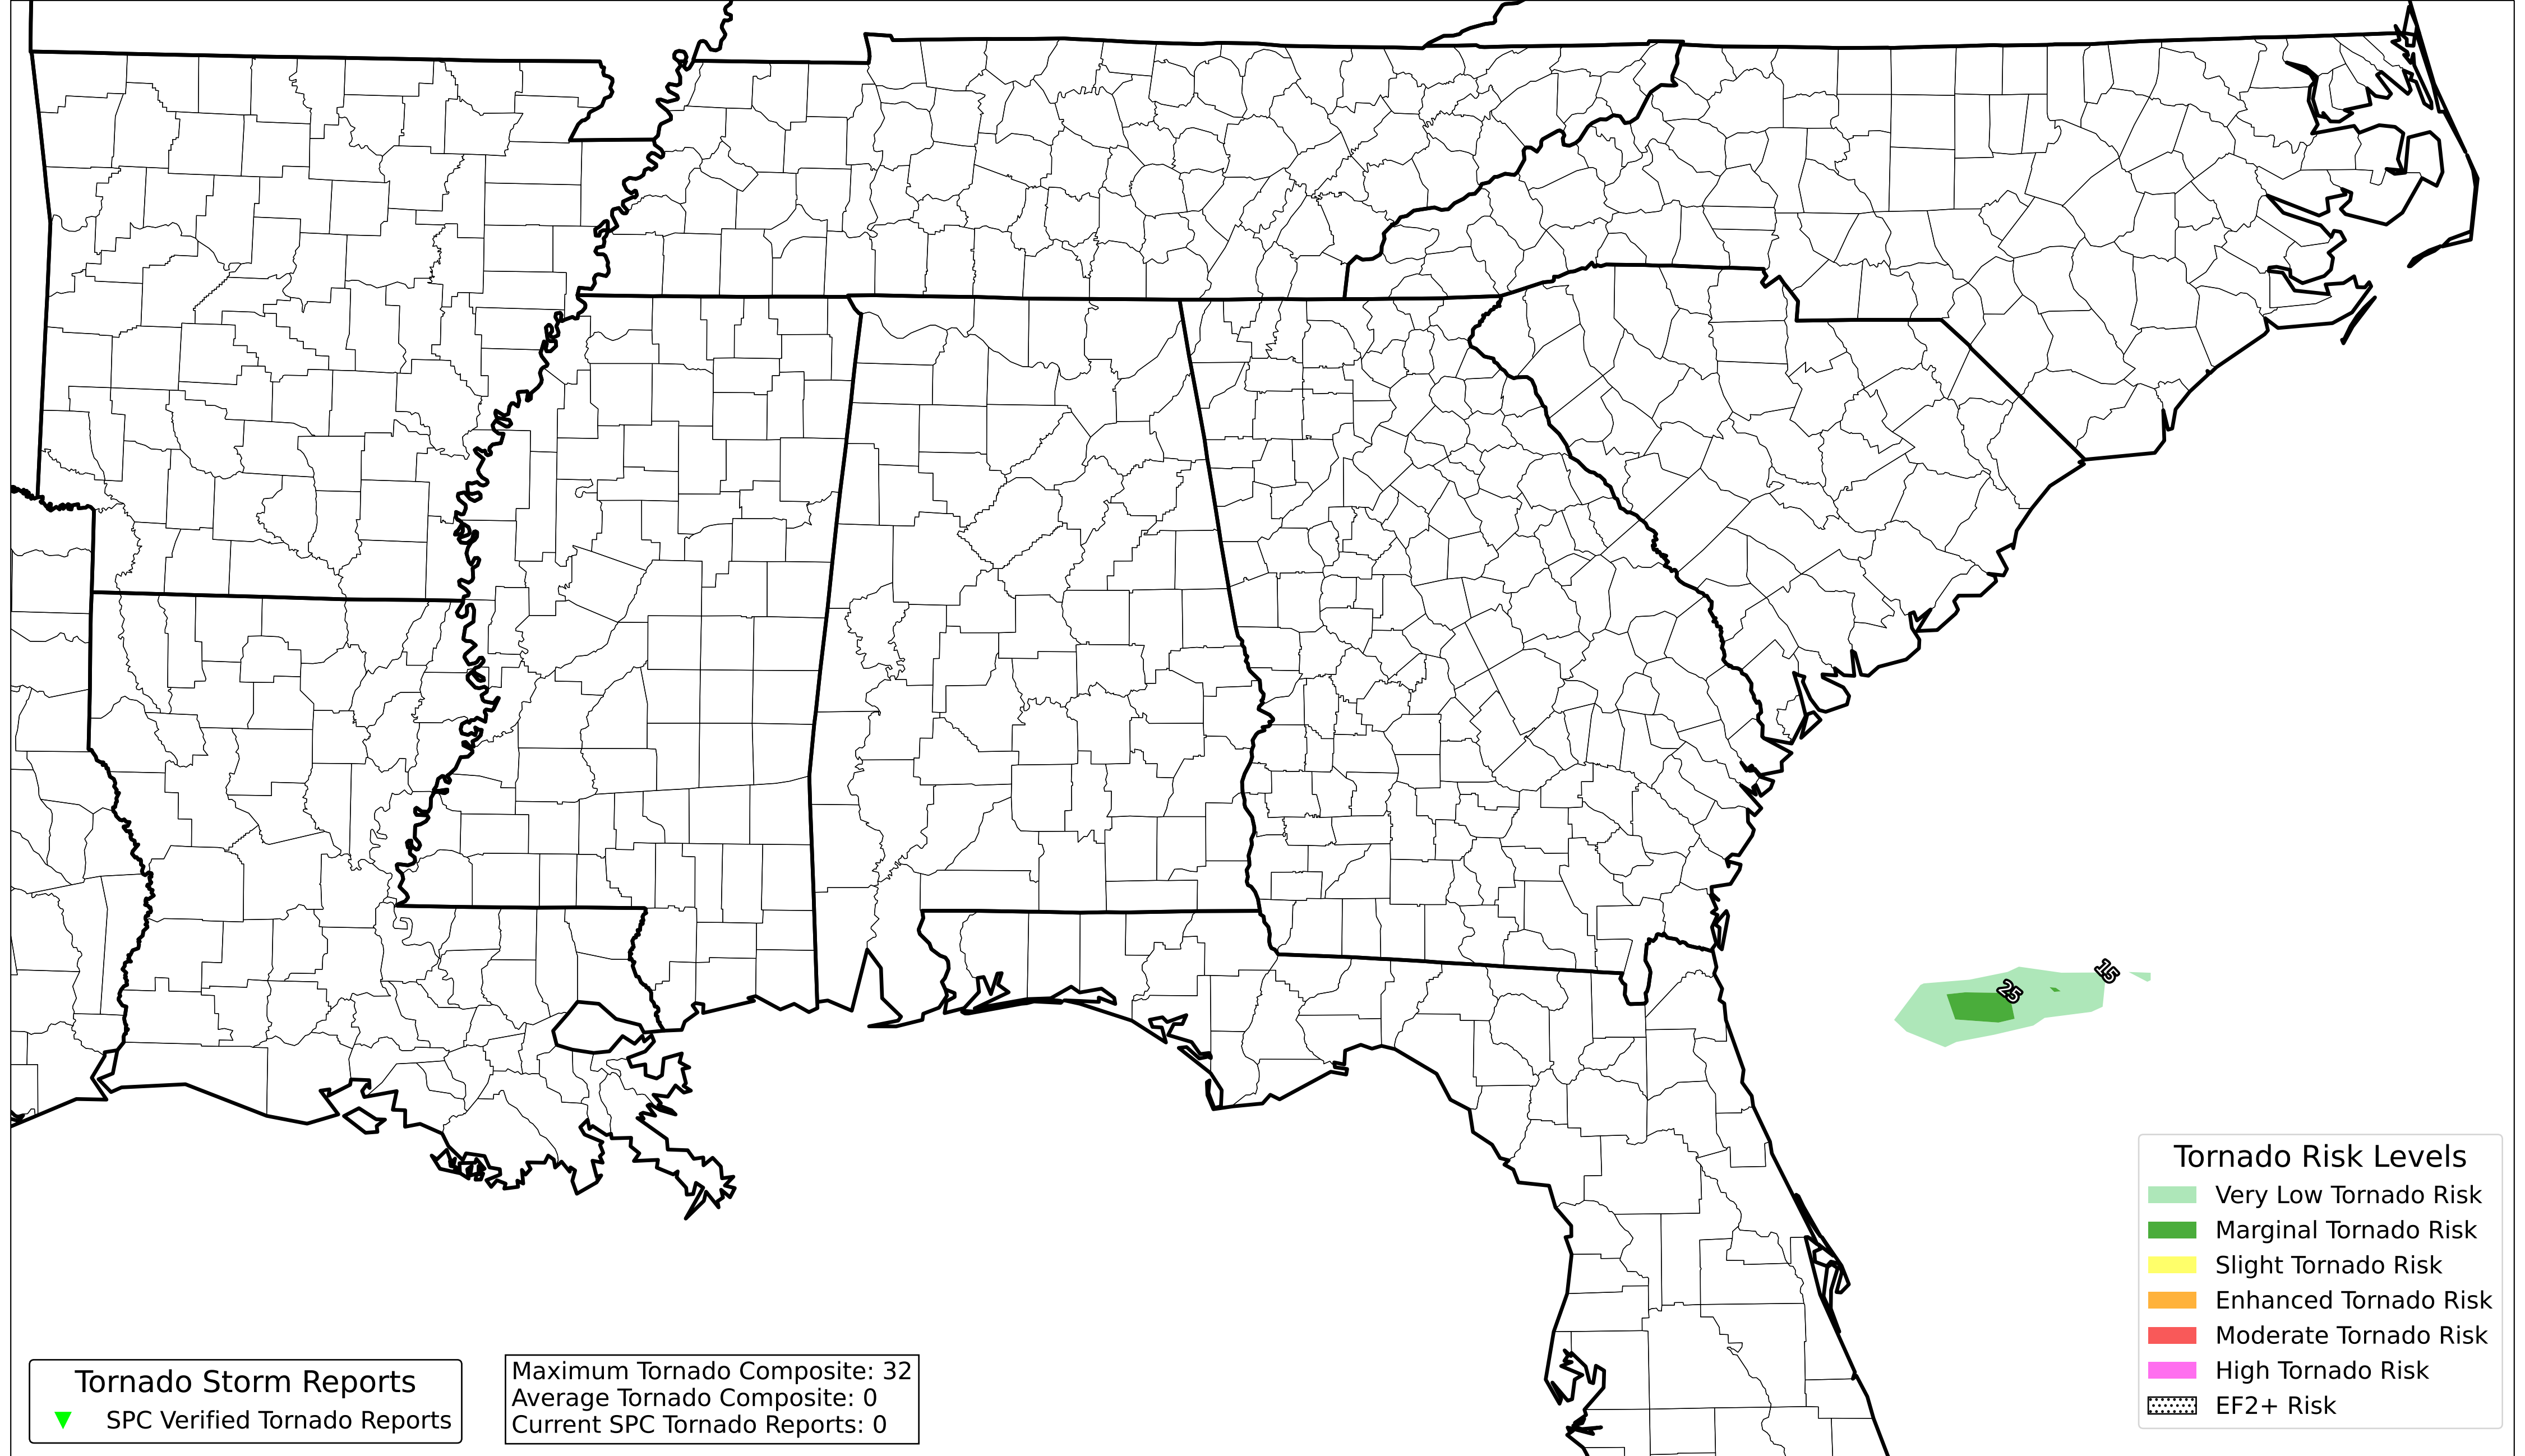 15
25
Tornado Risk Levels
Very Low Tornado Risk
Marginal Tornado Risk
Slight Tornado Risk
Enhanced Tornado Risk
Moderate Tornado Risk
High Tornado Risk
EF2+ Risk
Tornado Storm Reports
SPC Verified Tornado Reports
Maximum Tornado Composite: 32
Average Tornado Composite: 0
Current SPC Tornado Reports: 0